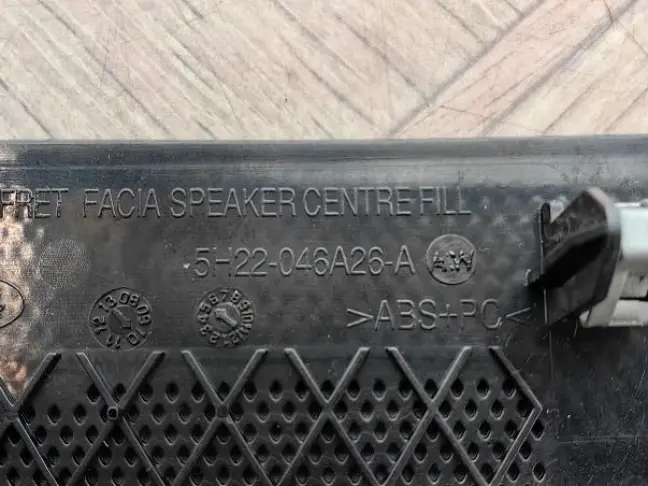 FRET FACIA SPEAKER CENTRE FILL
5H22-046A26-A A.W
>ABS+PC<